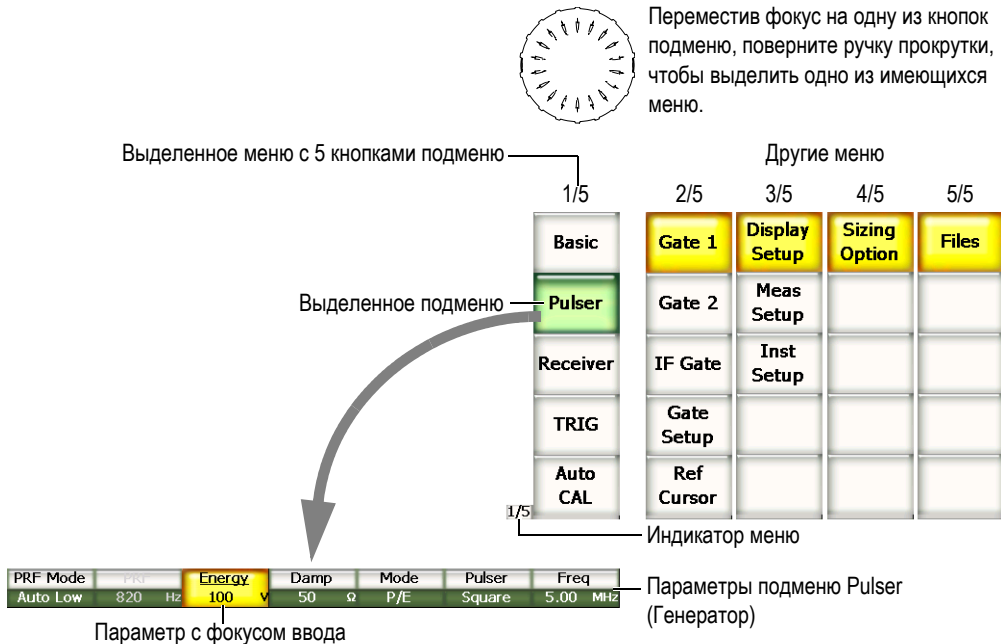 Переместив фокус на одну из кнопок
подменю, поверните ручку прокрутки,
чтобы выделить одно из имеющихся
меню.
Выделенное меню с 5 кнопками подменю
Другие меню
1/5 2/5 3/5 4/5 5/5
Basic
Pulser
Receiver
TRIG
Auto
CAL
Gate 1
Gate 2
IF Gate
Gate
Setup
Ref
Cursor
Display
Setup
Meas
Setup
Inst
Setup
Sizing
Option
Files
Выделенное подменю
1/5
Индикатор меню
PRF Mode PRF Energy Damp Mode Pulser Freq
Auto Low 820 Hz 100 V 50 Ω P/E Square 5.00 MHz
Параметры подменю Pulser
(Генератор)
Параметр с фокусом ввода